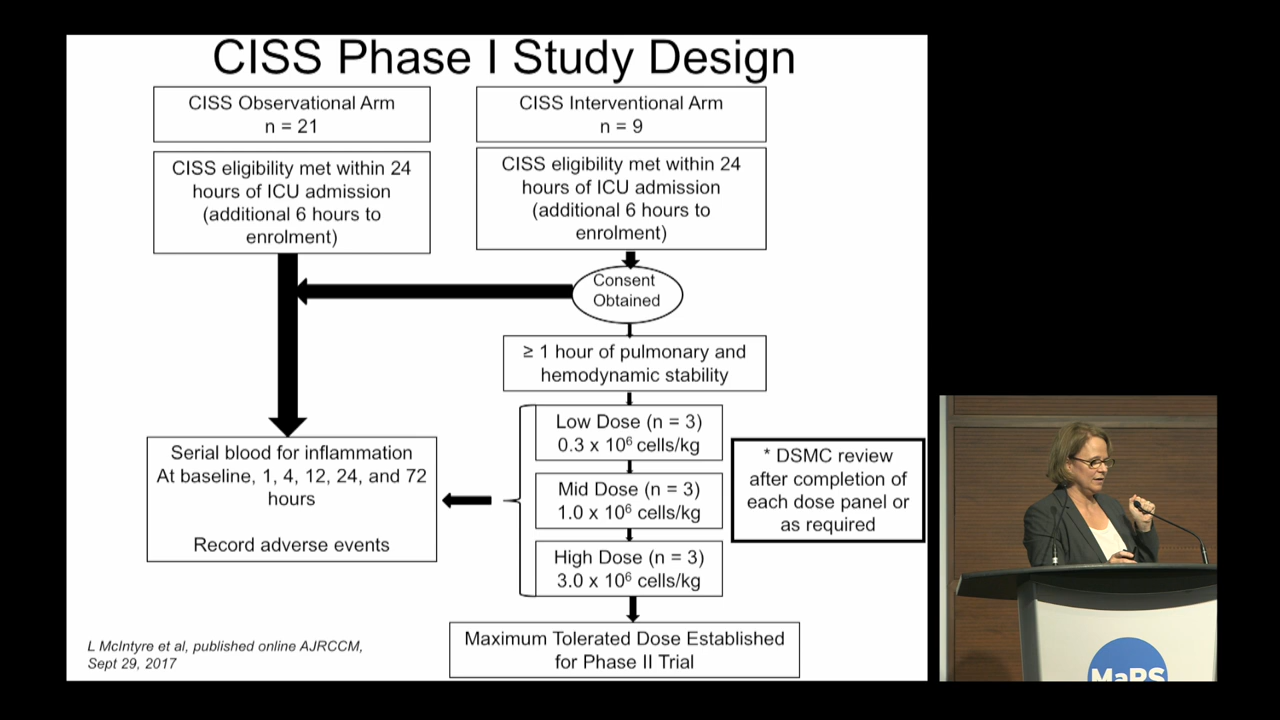 CISS Phase I Study Design
CISS Observational Arm
n = 21
CISS Interventional Arm
n = 9
CISS eligibility met within 24
hours of ICU admission
(additional 6 hours to
enrolment)
CISS eligibility met within 24
hours of ICU admission
(additional 6 hours to
enrolment)
Consent
Obtained
≥ 1 hour of pulmonary and
hemodynamic stability
Low Dose (n = 3)
0.3 x 10⁶ cells/kg
Mid Dose (n = 3)
1.0 x 10⁶ cells/kg
High Dose (n = 3)
3.0 x 10⁶ cells/kg
* DSMC review
after completion of
each dose panel or
as required
Serial blood for inflammation
At baseline, 1, 4, 12, 24, and 72
hours
Record adverse events
Maximum Tolerated Dose Established
for Phase II Trial
L McIntyre et al, published online AJRCCM,
Sept 29, 2017
MaRS